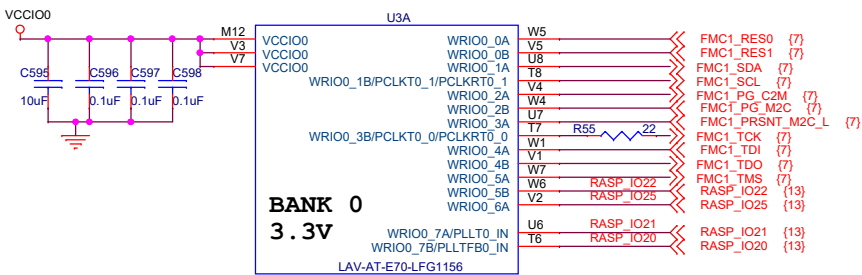 VCCIO0
U3A
M12 VCCIO0 WRIO0_0A W5 FMC1_RES0 {7}
V3 VCCIO0 WRIO0_0B V5 FMC1_RES1 {7}
V7 VCCIO0 WRIO0_1A U8 FMC1_SDA {7}
WRIO0_1B/PCLKT0_1/PCLKRT0_1 T8 FMC1_SCL {7}
WRIO0_2A V4 FMC1_PG_C2M {7}
WRIO0_2B W4 FMC1_PG_M2C {7}
WRIO0_3A U7 FMC1_PRSNT_M2C_L {7}
WRIO0_3B/PCLKT0_0/PCLKRT0_0 T7 R55 22 FMC1_TCK {7}
WRIO0_4A W1 FMC1_TDI {7}
WRIO0_4B V1 FMC1_TDO {7}
WRIO0_5A W7 FMC1_TMS {7}
WRIO0_5B W6 RASP_IO22 RASP_IO22 {13}
WRIO0_6A V2 RASP_IO25 RASP_IO25 {13}
WRIO0_7A/PLLT0_IN U6 RASP_IO21 RASP_IO21 {13}
WRIO0_7B/PLLTFB0_IN T6 RASP_IO20 RASP_IO20 {13}
C595 C596 C597 C598
10uF 0.1uF 0.1uF 0.1uF
BANK 0
3.3V
LAV-AT-E70-LFG1156